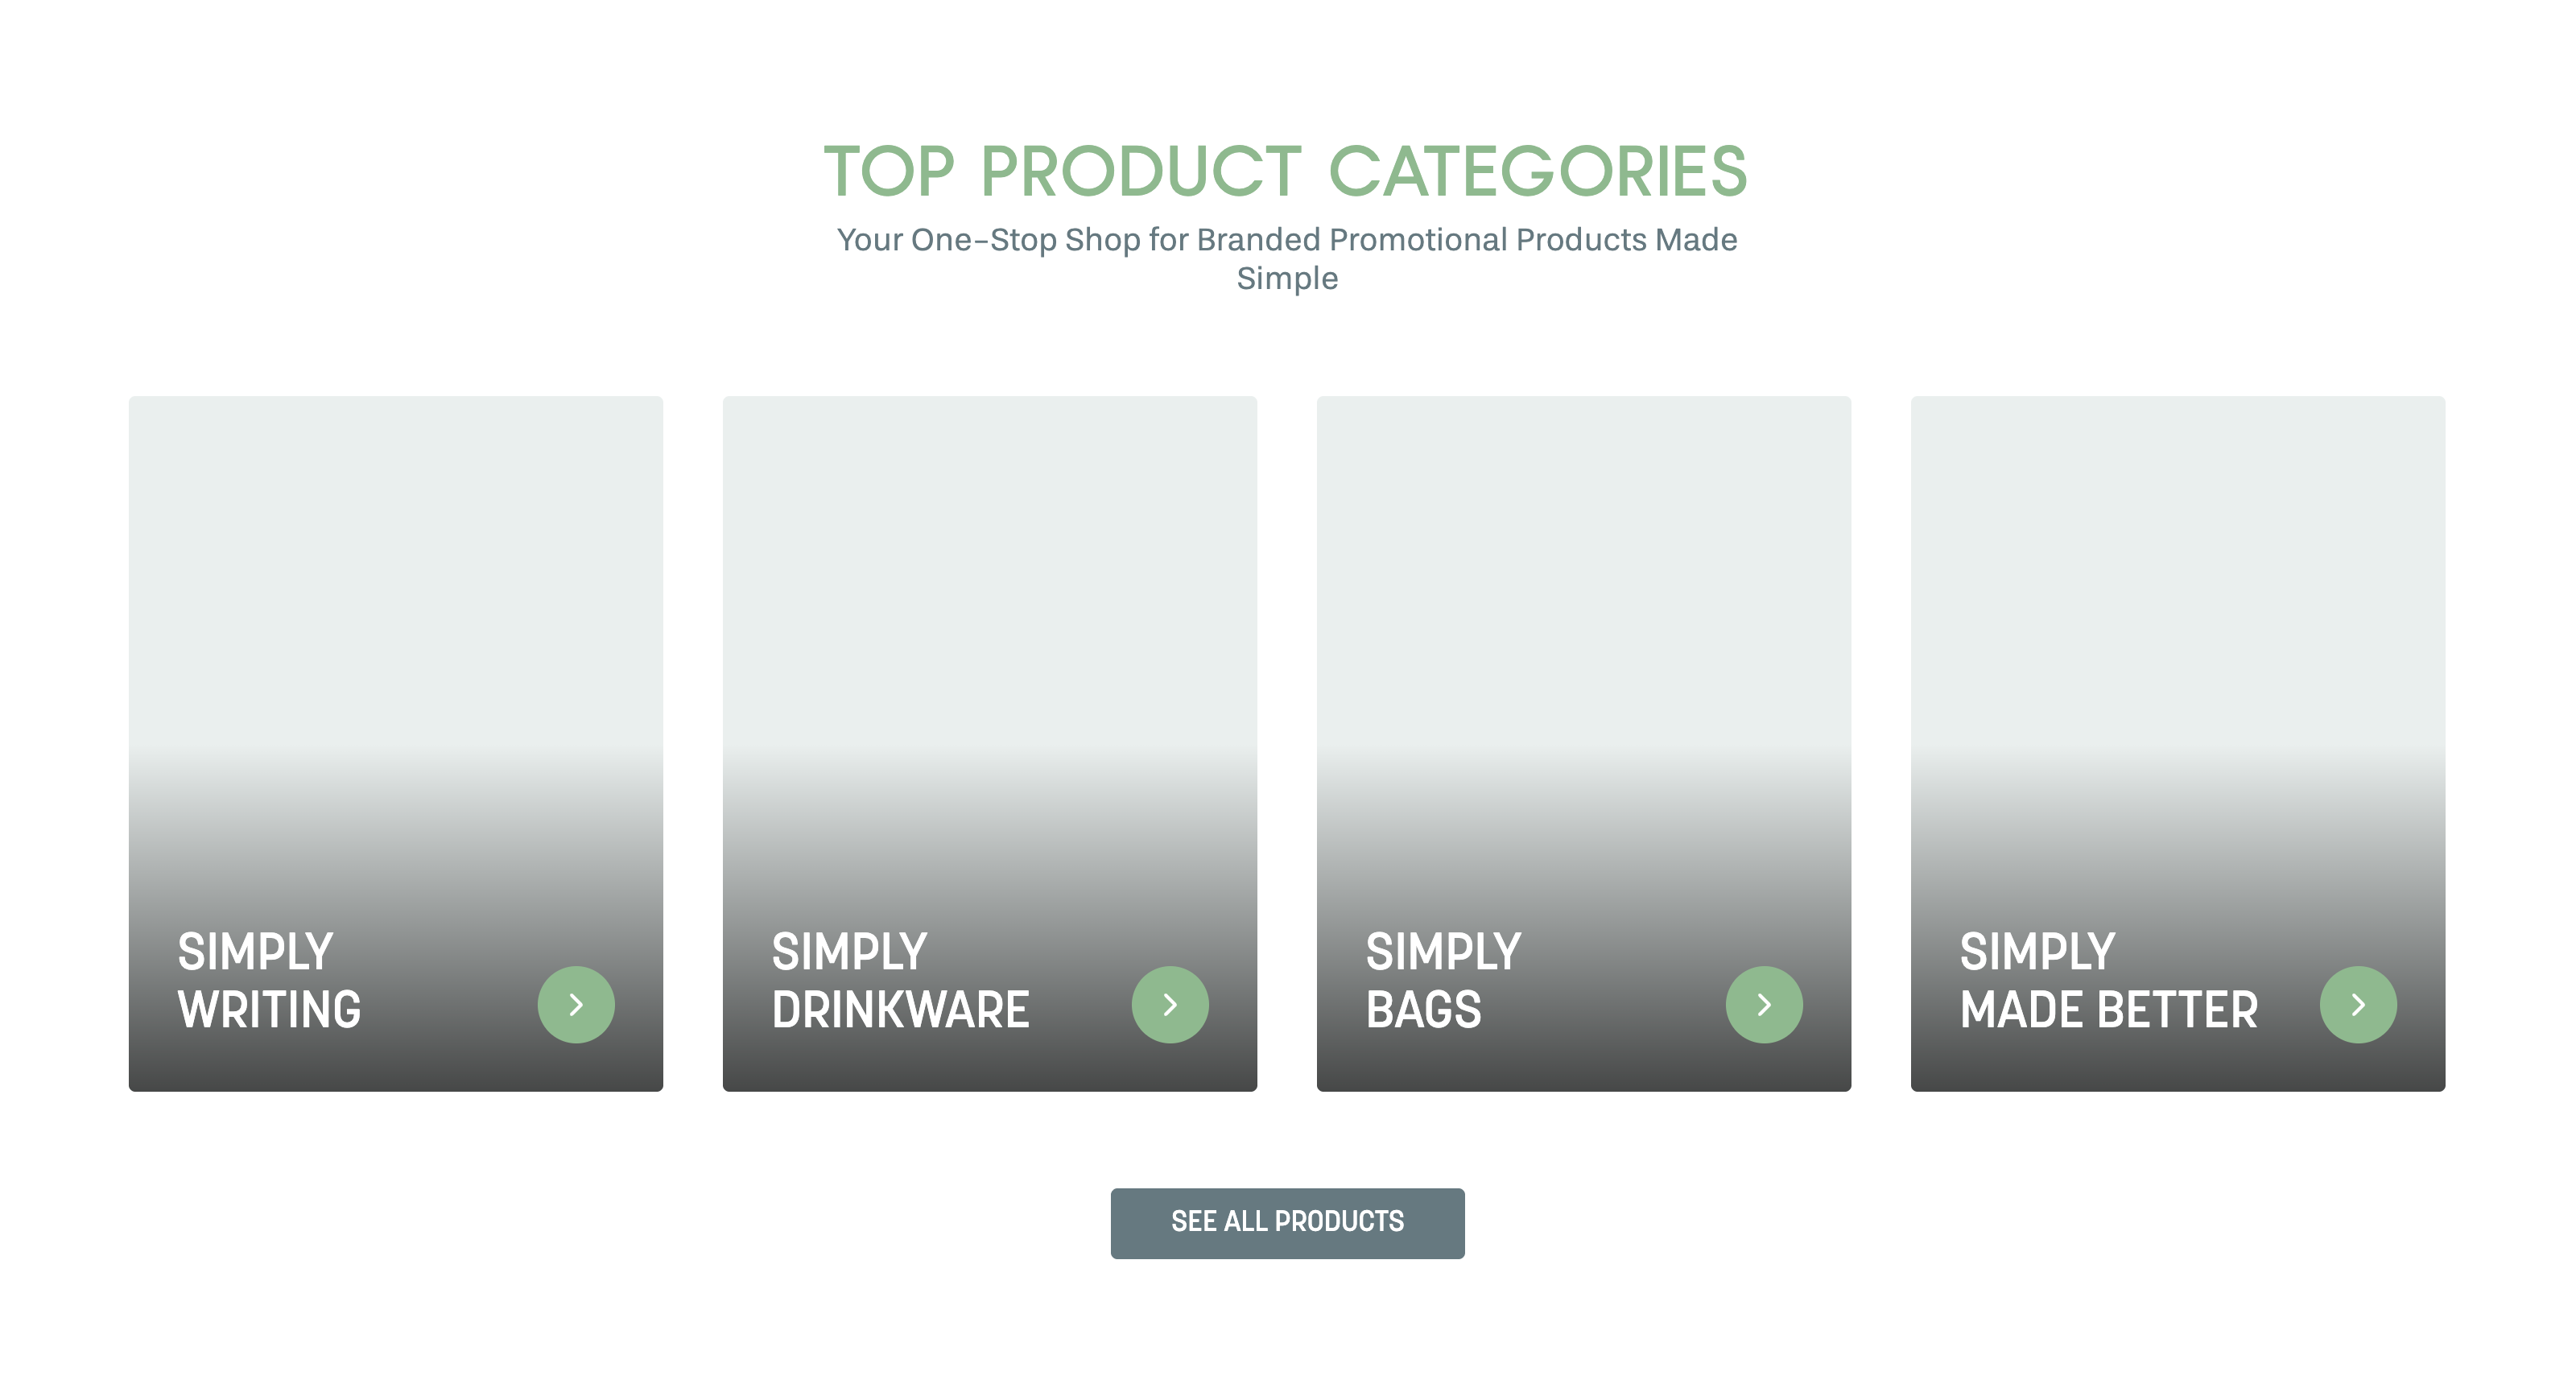 TOP PRODUCT CATEGORIES
Your One-Stop Shop for Branded Promotional Products Made
Simple
SIMPLY
WRITING
SIMPLY
DRINKWARE
SIMPLY
BAGS
SIMPLY
MADE BETTER
SEE ALL PRODUCTS